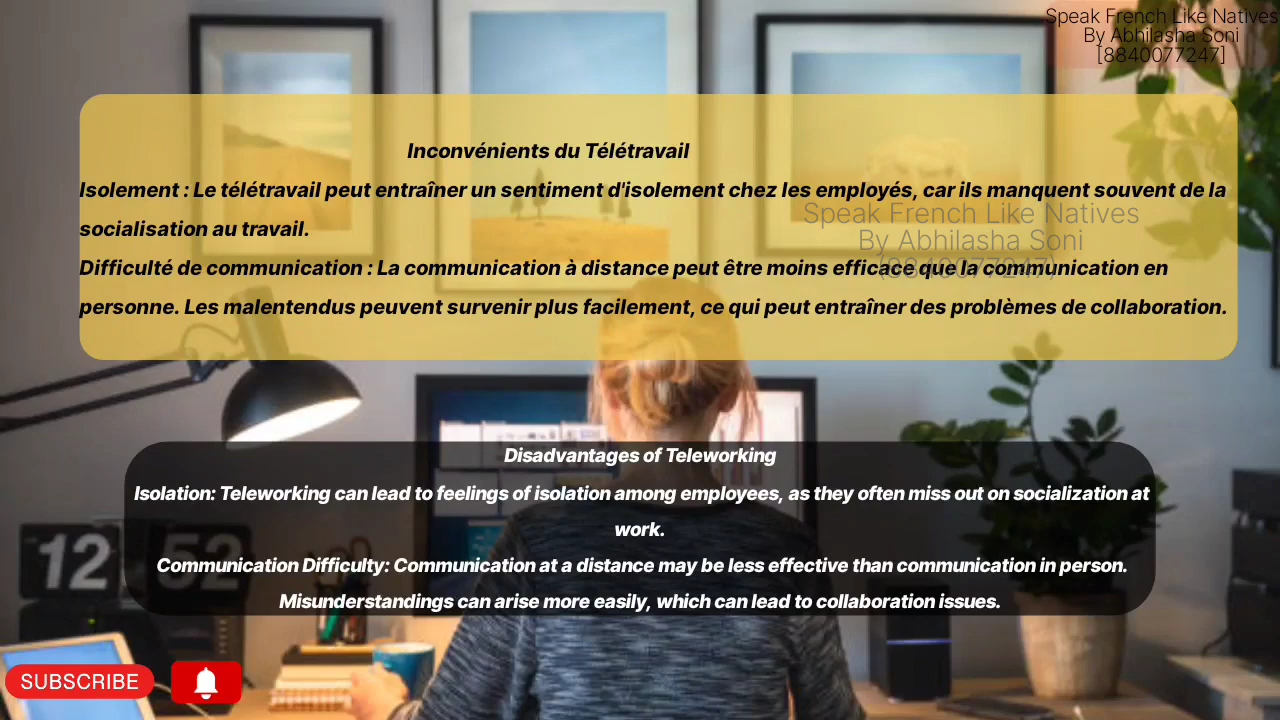 Speak French Like Natives
By Abhilasha Soni
[8840077247]
Inconvénients du Télétravail
Isolement : Le télétravail peut entraîner un sentiment d'isolement chez les employés, car ils manquent souvent de la
socialisation au travail.
Difficulté de communication : La communication à distance peut être moins efficace que la communication en
personne. Les malentendus peuvent survenir plus facilement, ce qui peut entraîner des problèmes de collaboration.
Speak French Like Natives
By Abhilasha Soni
(8840077247)
Disadvantages of Teleworking
Isolation: Teleworking can lead to feelings of isolation among employees, as they often miss out on socialization at
work.
Communication Difficulty: Communication at a distance may be less effective than communication in person.
Misunderstandings can arise more easily, which can lead to collaboration issues.
12 52
SUBSCRIBE